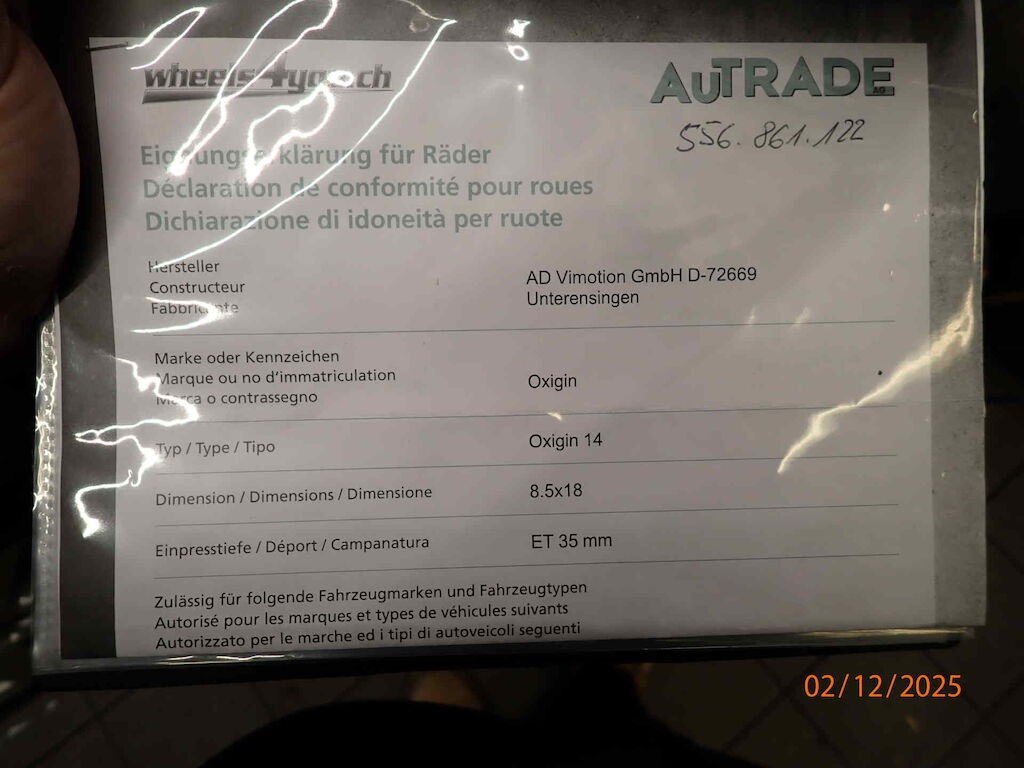 wheels4you.ch
AUTRADE AG
556.861.122
Eignungserklärung für Räder
Déclaration de conformité pour roues
Dichiarazione di idoneità per ruote
Hersteller
Constructeur
Fabbricante
AD Vimotion GmbH D-72669
Unterensingen
Marke oder Kennzeichen
Marque ou no d'immatriculation
Marca o contrassegno
Oxigin
Typ / Type / Tipo
Oxigin 14
Dimension / Dimensions / Dimensione
8.5x18
Einpresstiefe / Déport / Campanatura
ET 35 mm
Zulässig für folgende Fahrzeugmarken und Fahrzeugtypen
Autorisé pour les marques et types de véhicules suivants
Autorizzato per le marche ed i tipi di autoveicoli seguenti
02/12/2025